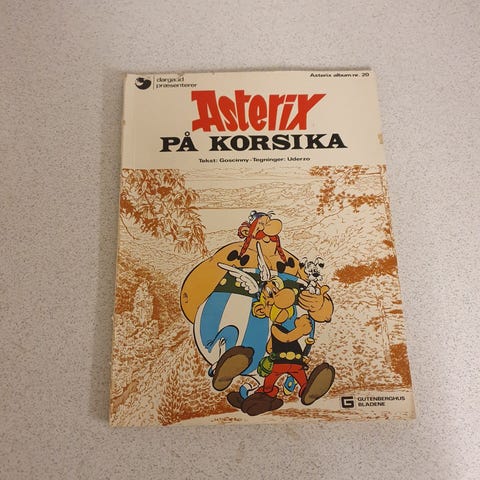 dargaud
præsenterer
Asterix album nr. 20
Asterix
PÅ KORSIKA
Tekst: Goscinny · Tegninger: Uderzo
G GUTENBERGHUS
BLADENE